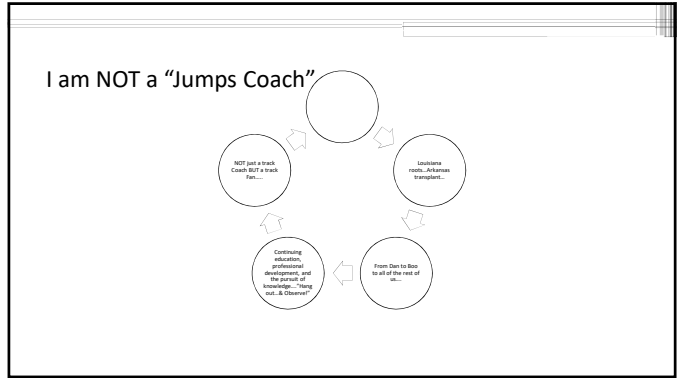 I am NOT a “Jumps Coach”
Louisiana
roots...Arkansas
transplant...
From Dan to Boo
to all of the rest of
us....
Continuing
education,
professional
development, and
the pursuit of
knowledge...."Hang
out...& Observe!"
NOT just a track
Coach BUT a track
Fan.....